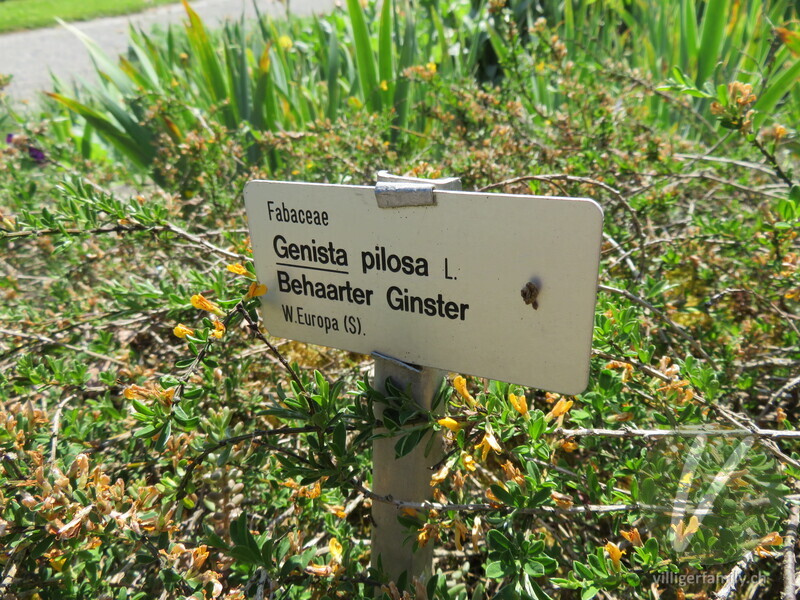 Fabaceae
Genista pilosa L.
Behaarter Ginster
W.Europa (S).
villigerfamily.ch